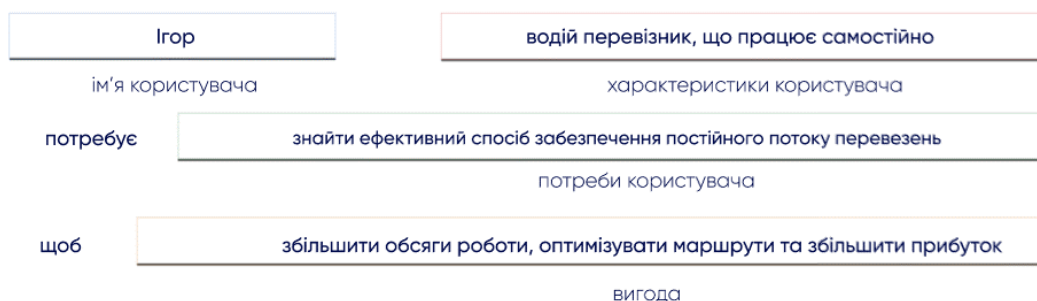 Ігор водій перевізник, що працює самостійно
ім’я користувача характеристики користувача
потребує знайти ефективний спосіб забезпечення постійного потоку перевезень
потреби користувача
щоб збільшити обсяги роботи, оптимізувати маршрути та збільшити прибуток
вигода